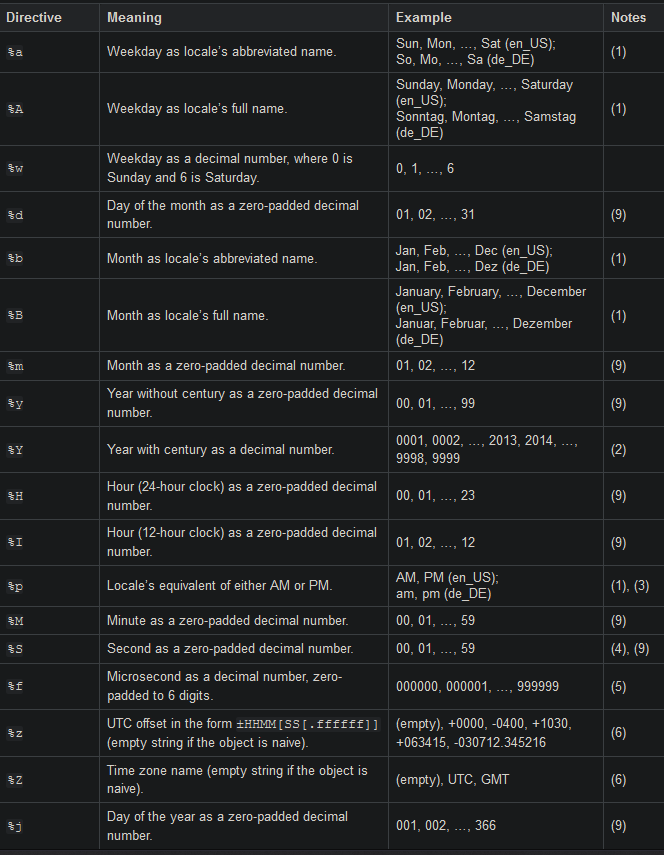 Directive Meaning Example Notes
%a Weekday as locale’s abbreviated name. Sun, Mon, …, Sat (en_US);
So, Mo, …, Sa (de_DE) (1)
%A Weekday as locale’s full name. Sunday, Monday, …, Saturday
(en_US);
Sonntag, Montag, …, Samstag
(de_DE) (1)
%w Weekday as a decimal number, where 0 is
Sunday and 6 is Saturday. 0, 1, …, 6
%d Day of the month as a zero-padded decimal
number. 01, 02, …, 31 (9)
%b Month as locale’s abbreviated name. Jan, Feb, …, Dec (en_US);
Jan, Feb, …, Dez (de_DE) (1)
%B Month as locale’s full name. January, February, …, December
(en_US);
Januar, Februar, …, Dezember
(de_DE) (1)
%m Month as a zero-padded decimal number. 01, 02, …, 12 (9)
%y Year without century as a zero-padded decimal
number. 00, 01, …, 99 (9)
%Y Year with century as a decimal number. 0001, 0002, …, 2013, 2014, …,
9998, 9999 (2)
%H Hour (24-hour clock) as a zero-padded decimal
number. 00, 01, …, 23 (9)
%I Hour (12-hour clock) as a zero-padded decimal
number. 01, 02, …, 12 (9)
%p Locale’s equivalent of either AM or PM. AM, PM (en_US);
am, pm (de_DE) (1), (3)
%M Minute as a zero-padded decimal number. 00, 01, …, 59 (9)
%S Second as a zero-padded decimal number. 00, 01, …, 59 (4), (9)
%f Microsecond as a decimal number, zero-
padded to 6 digits. 000000, 000001, …, 999999 (5)
%z UTC offset in the form ±HHMM[SS[.ffffff]]
(empty string if the object is naive). (empty), +0000, -0400, +1030,
+063415, -030712.345216 (6)
%Z Time zone name (empty string if the object is
naive). (empty), UTC, GMT (6)
%j Day of the year as a zero-padded decimal
number. 001, 002, …, 366 (9)